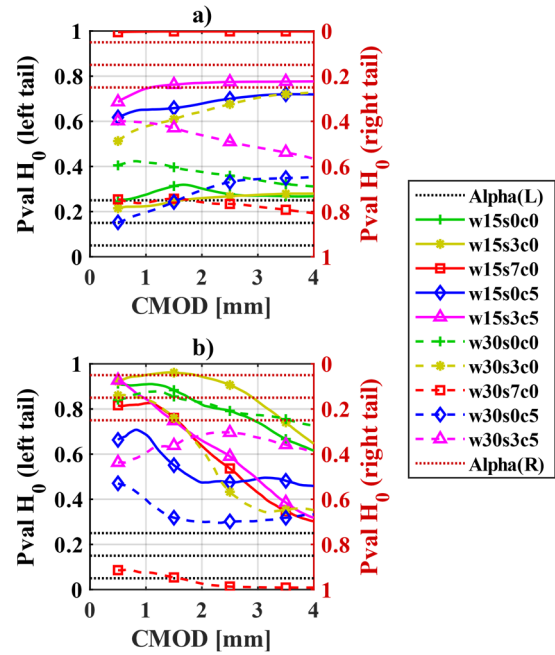 a)
1
0.8
0.6
0.4
0.2
0
0
0.2
0.4
0.6
0.8
1
0
1
2
3
4
Pval H0 (left tail)
Pval H0 (right tail)
CMOD [mm]
b)
1
0.8
0.6
0.4
0.2
0
0
0.2
0.4
0.6
0.8
1
0
1
2
3
4
Pval H0 (left tail)
Pval H0 (right tail)
CMOD [mm]
Alpha(L)
w15s0c0
w15s3c0
w15s7c0
w15s0c5
w15s3c5
w30s0c0
w30s3c0
w30s7c0
w30s0c5
w30s3c5
Alpha(R)